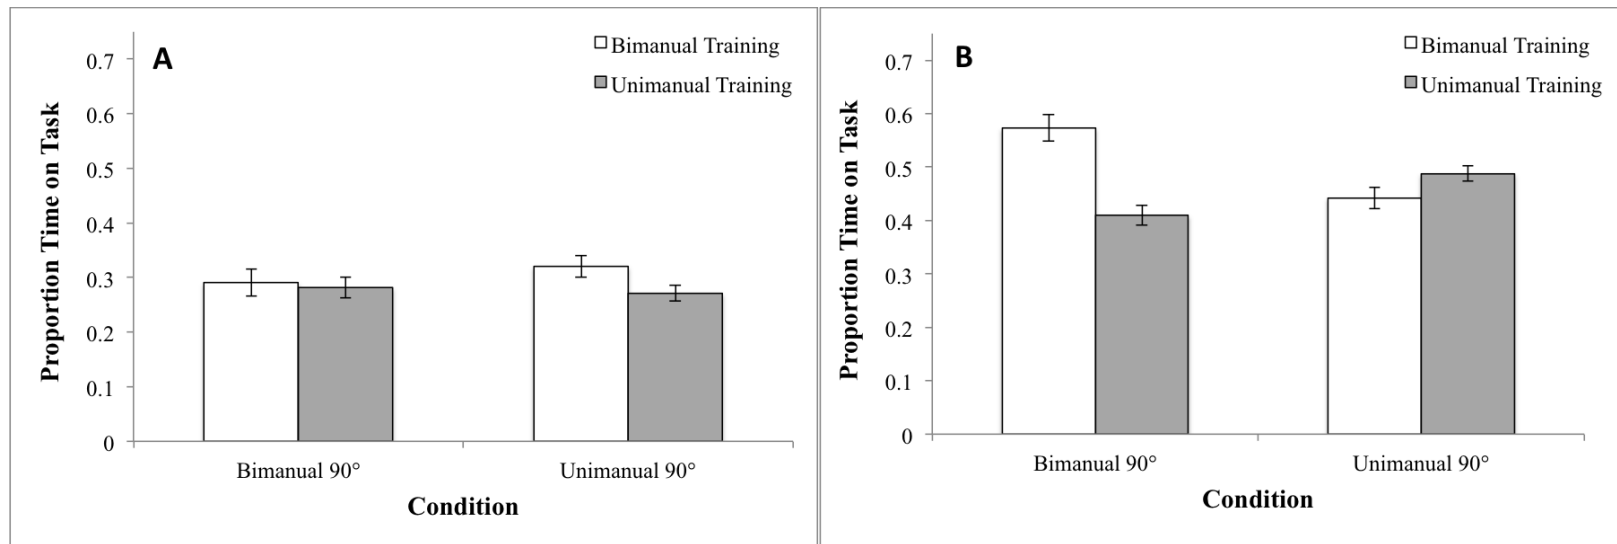 A
Bimanual Training
Unimanual Training
Proportion Time on Task
0.7
0.6
0.5
0.4
0.3
0.2
0.1
0
Bimanual 90°
Unimanual 90°
Condition
B
Bimanual Training
Unimanual Training
Proportion Time on Task
0.7
0.6
0.5
0.4
0.3
0.2
0.1
0
Bimanual 90°
Unimanual 90°
Condition